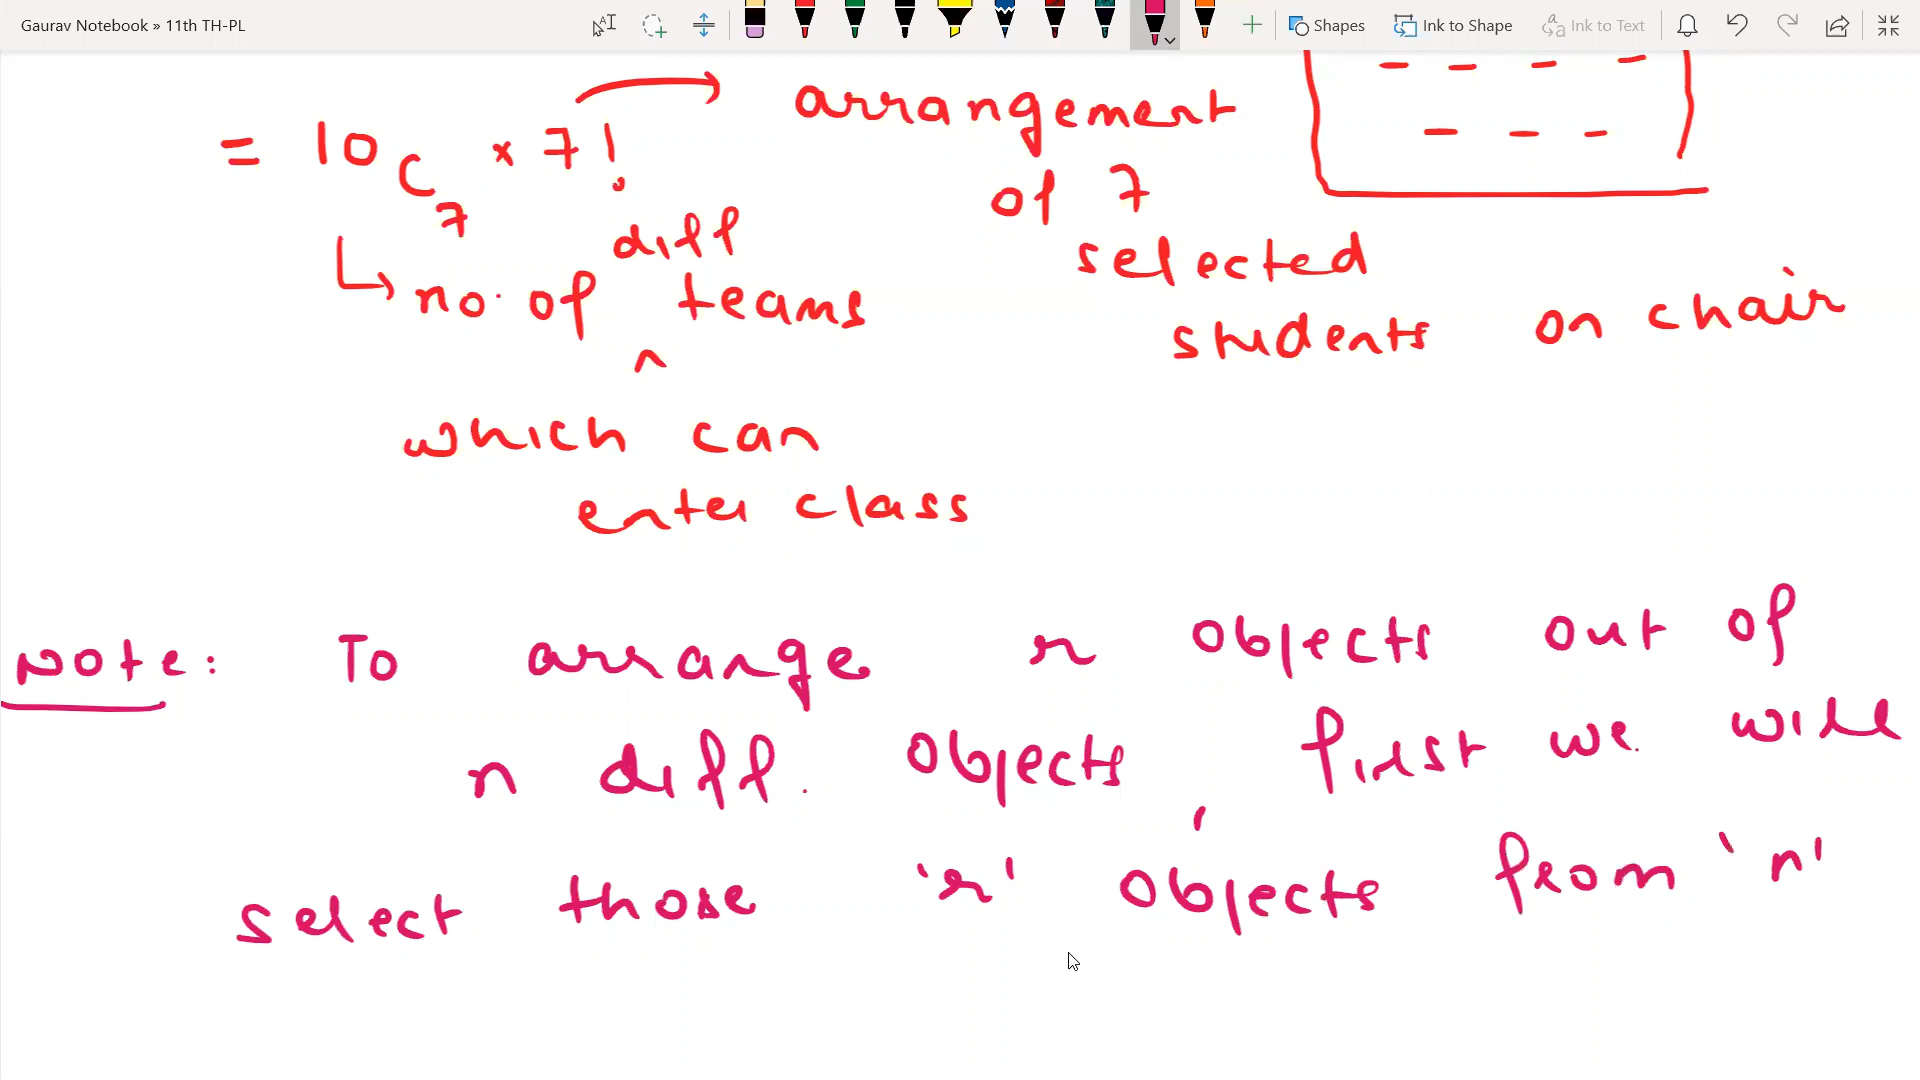 Gaurav Notebook » 11th TH-PL
Shapes
Ink to Shape
Ink to Text
= 10C7 × 7! → arrangement
of 7
selected
students on chair
↳ no. of diff teams
^
which can
enter class
Note: To arrange r objects out of
n diff. objects, first we will
select those 'r' objects from 'n'